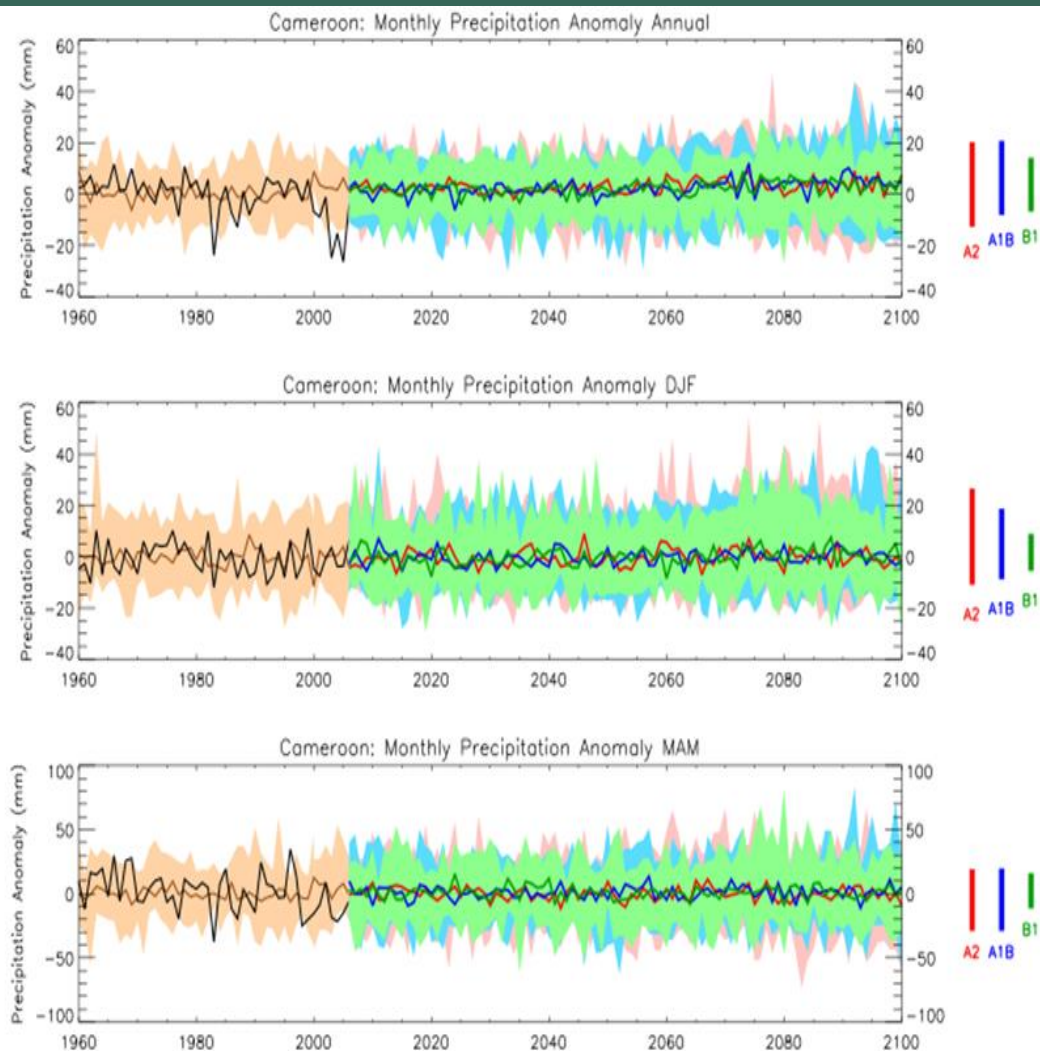 Cameroon: Monthly Precipitation Anomaly Annual
Precipitation Anomaly (mm)
60
40
20
0
−20
−40
60
40
20
0
−20
−40
1960 1980 2000 2020 2040 2060 2080 2100
A2 A1B B1
Cameroon: Monthly Precipitation Anomaly DJF
Precipitation Anomaly (mm)
60
40
20
0
−20
−40
60
40
20
0
−20
−40
1960 1980 2000 2020 2040 2060 2080 2100
A2 A1B B1
Cameroon: Monthly Precipitation Anomaly MAM
Precipitation Anomaly (mm)
100
50
0
−50
−100
100
50
0
−50
−100
1960 1980 2000 2020 2040 2060 2080 2100
A2 A1B B1